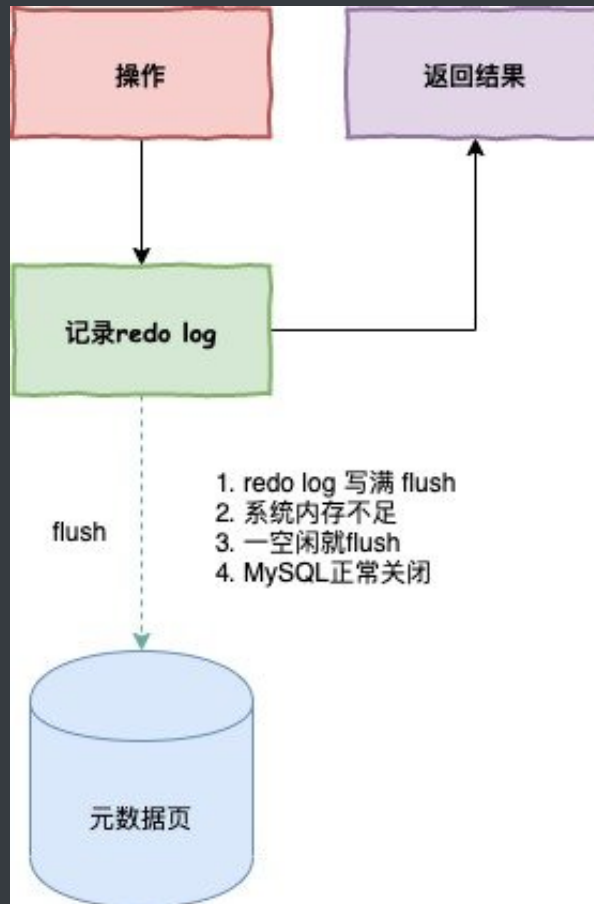 操作
返回结果
记录redo log
flush
1. redo log 写满 flush
2. 系统内存不足
3. 一空闲就flush
4. MySQL正常关闭
元数据页